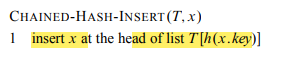 CHAINED-HASH-INSERT(T, x)
1 insert x at the head of list T[h(x.key)]